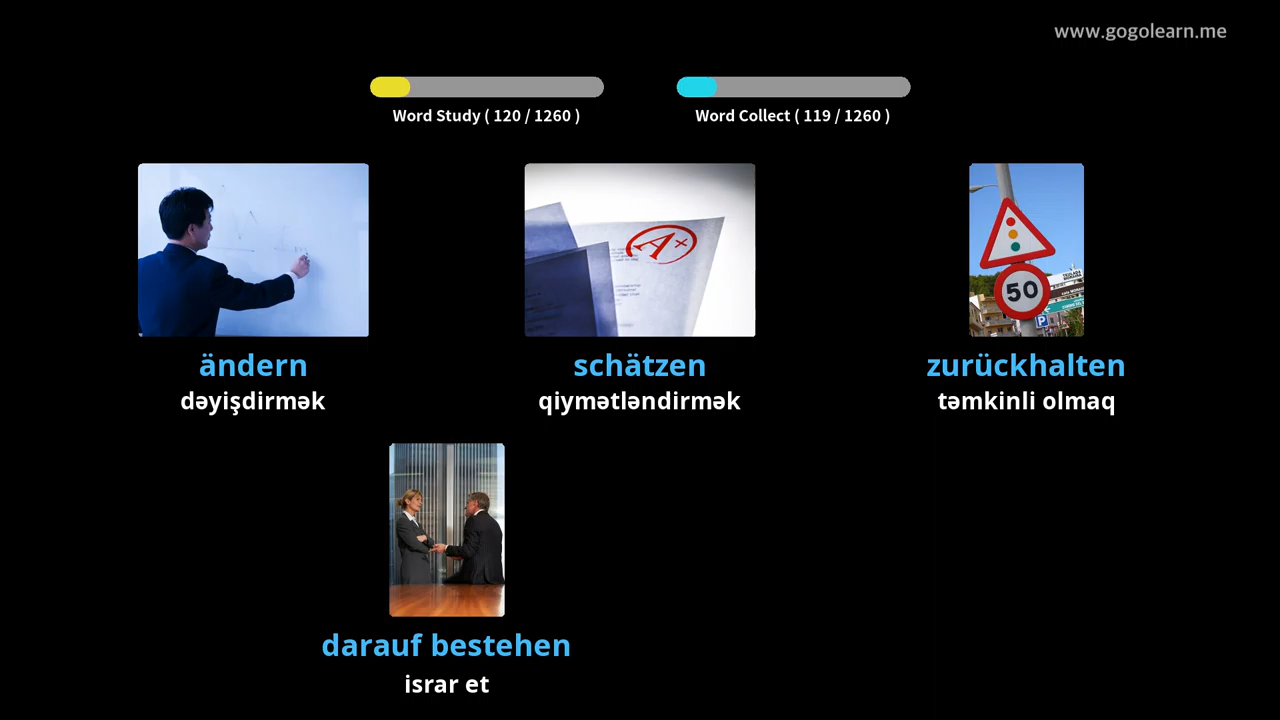 www.gogolearn.me
Word Study ( 120 / 1260 )
Word Collect ( 119 / 1260 )
A+
50
P
ändern
schätzen
zurückhalten
dəyişdirmək
qiymətləndirmək
təmkinli olmaq
darauf bestehen
israr et